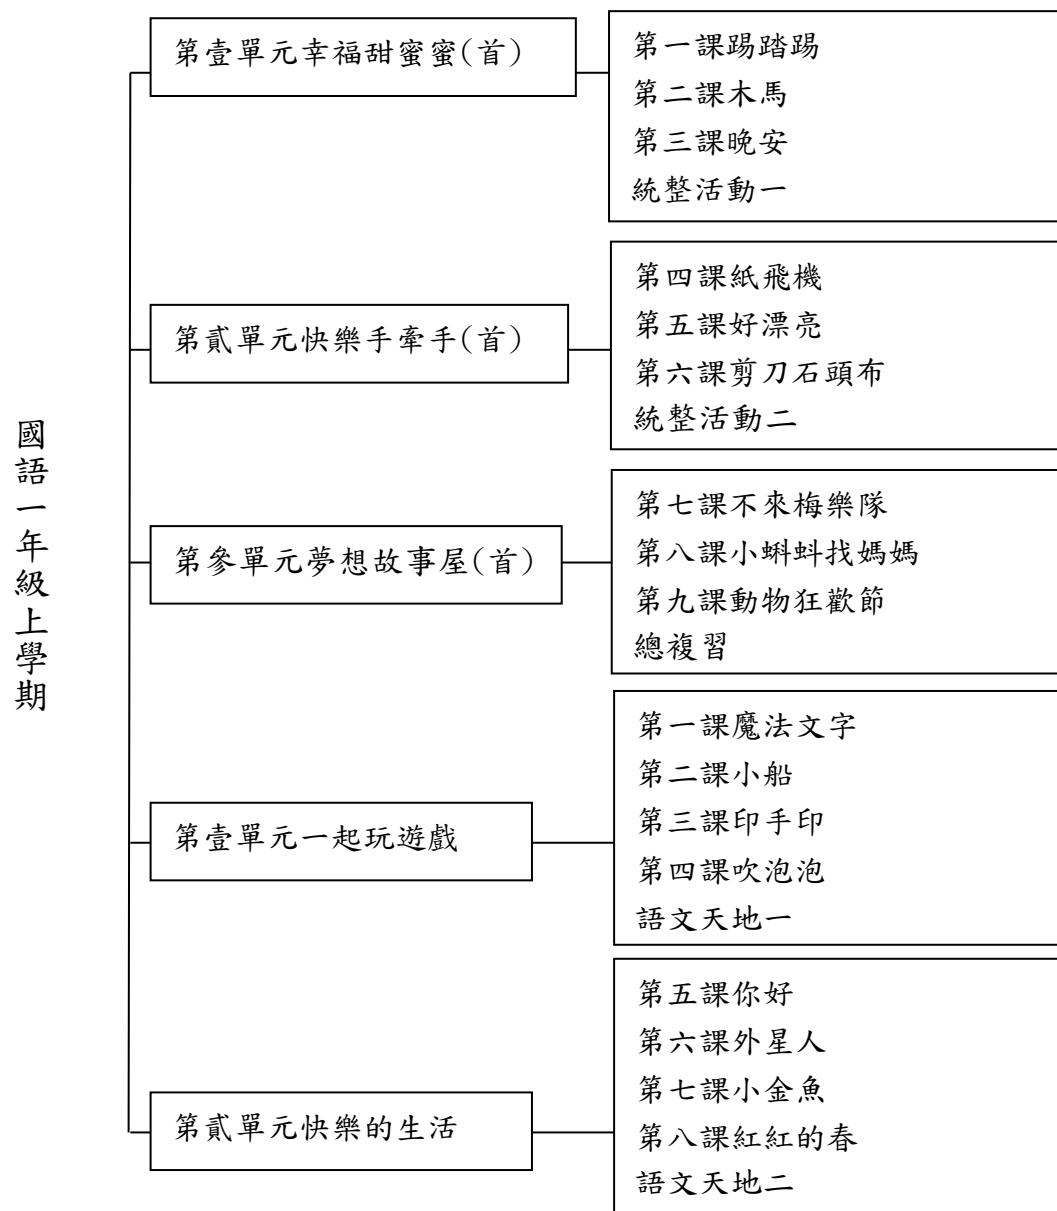 國語一年級上學期
第壹單元幸福甜蜜蜜(首)
第一課踢踏踢
第二課木馬
第三課晚安
統整活動一
第貳單元快樂手牽手(首)
第四課紙飛機
第五課好漂亮
第六課剪刀石頭布
統整活動二
第參單元夢想故事屋(首)
第七課不來梅樂隊
第八課小蝌蚪找媽媽
第九課動物狂歡節
總複習
第壹單元一起玩遊戲
第一課魔法文字
第二課小船
第三課印手印
第四課吹泡泡
語文天地一
第貳單元快樂的生活
第五課你好
第六課外星人
第七課小金魚
第八課紅紅的春
語文天地二